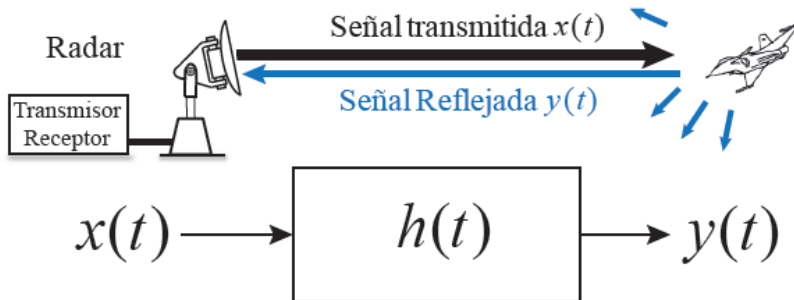 Señal transmitida x(t)
Radar
Señal Reflejada y(t)
Transmisor
Receptor
x(t)
h(t)
y(t)